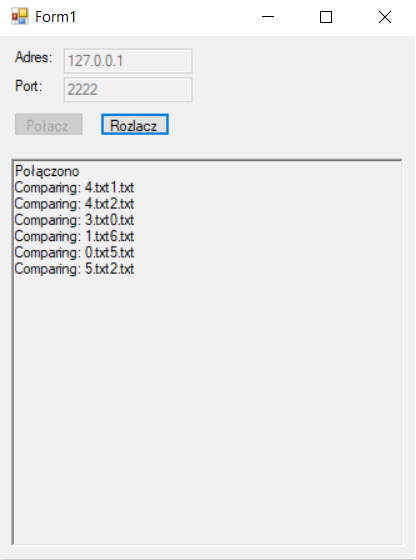 Form1
Adres: 127.0.0.1
Port: 2222
Połacz Rozlacz
Połączono
Comparing: 4.txt1.txt
Comparing: 4.txt2.txt
Comparing: 3.txt0.txt
Comparing: 1.txt6.txt
Comparing: 0.txt5.txt
Comparing: 5.txt2.txt